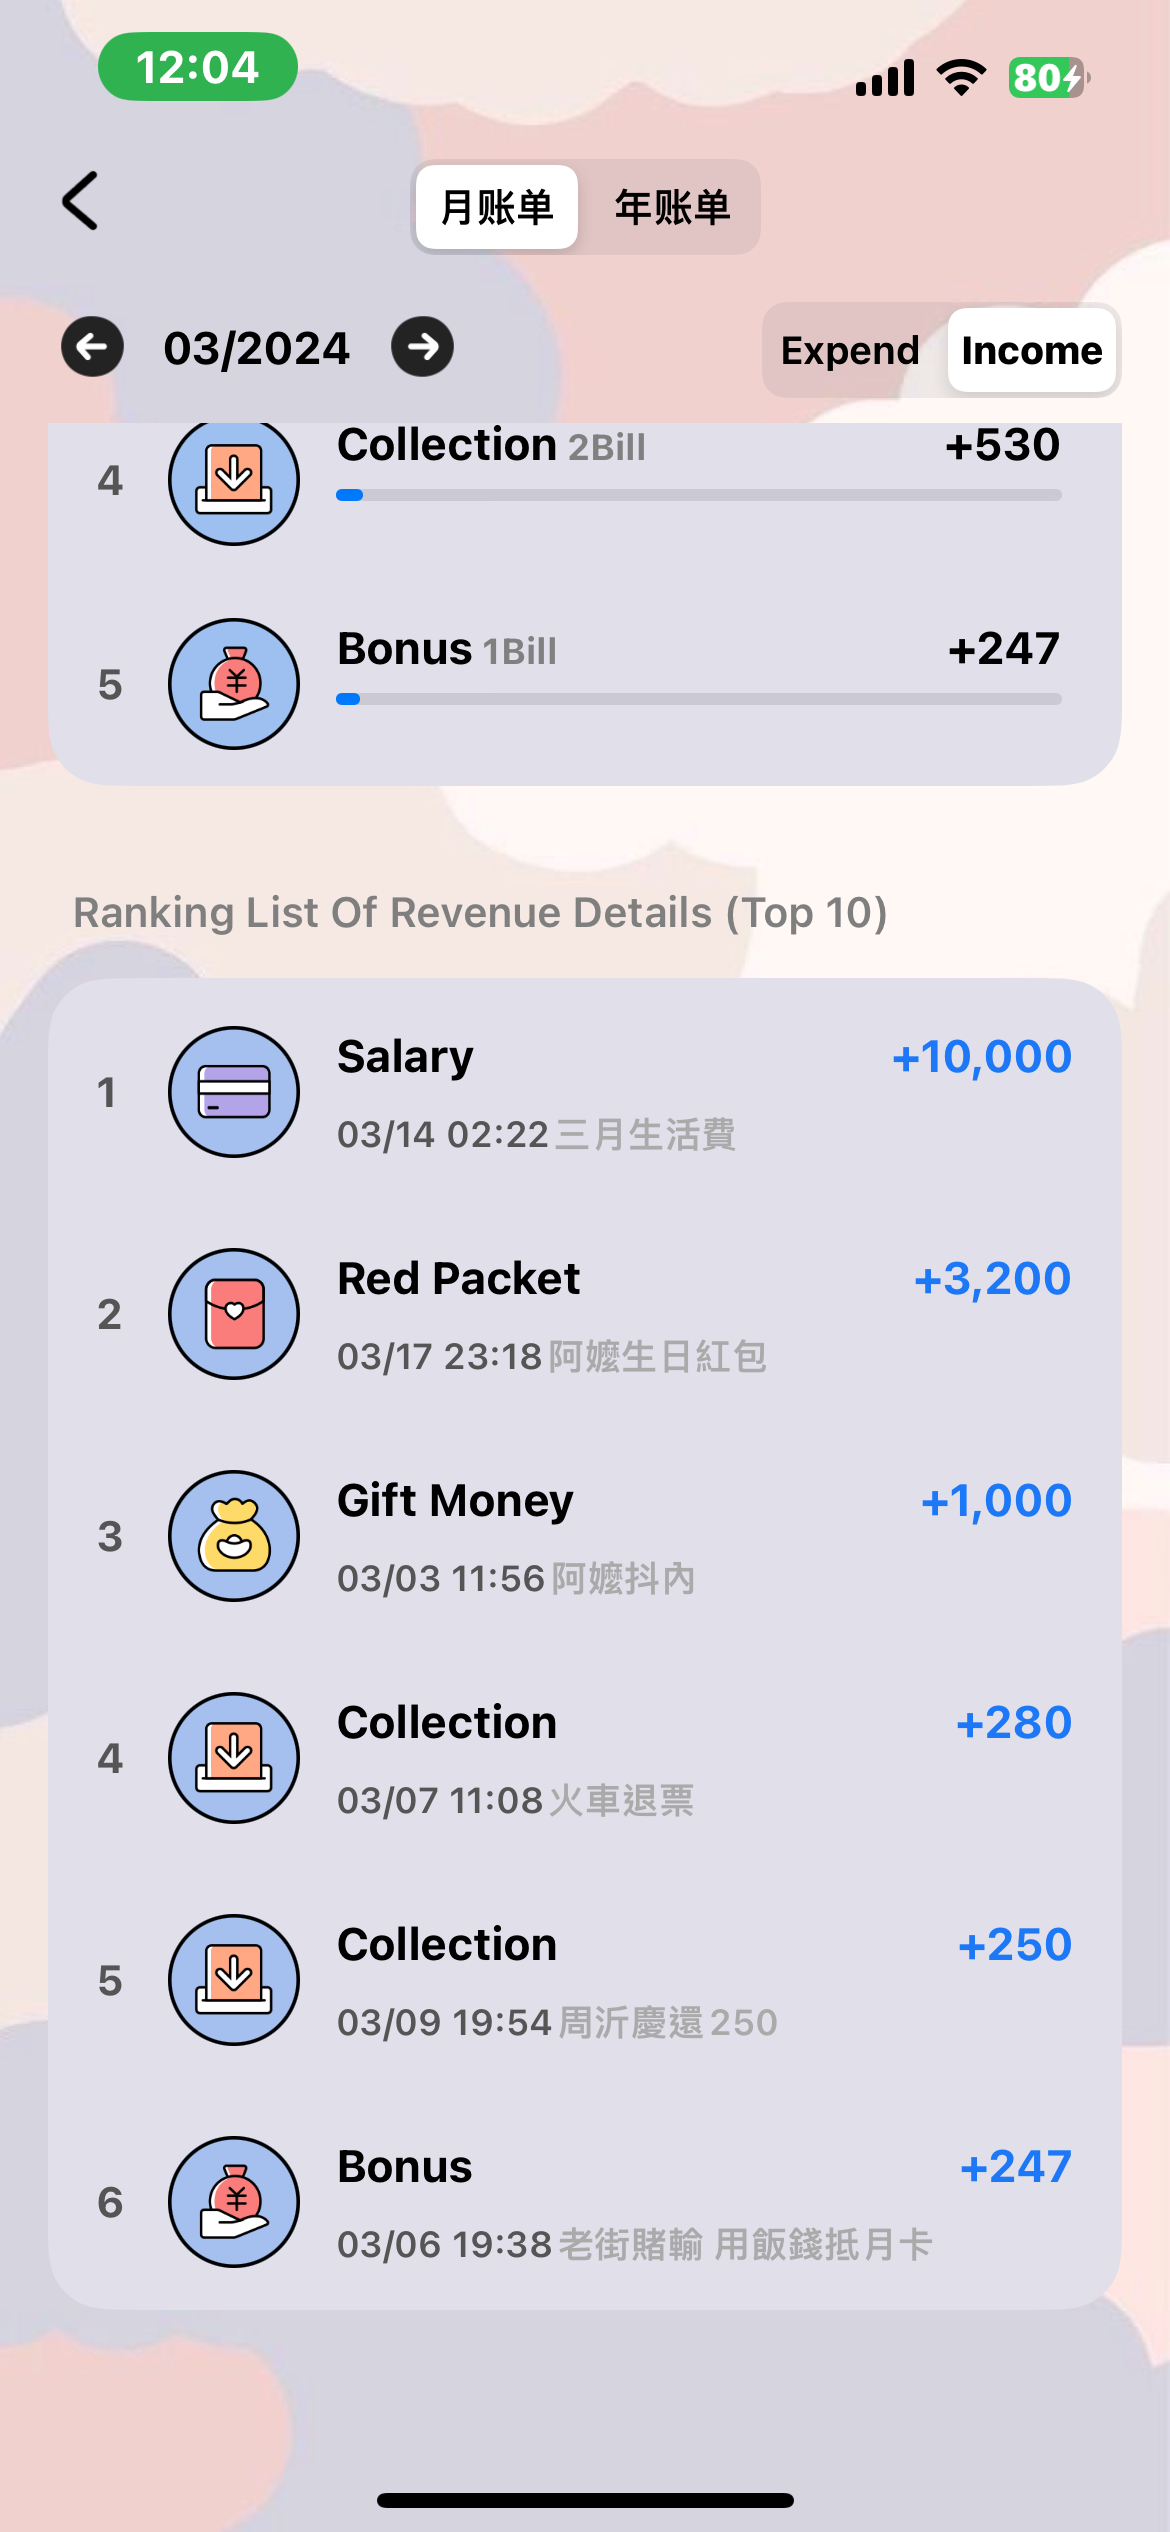 12:04
80
月账单 年账单
03/2024 Expend Income
4 Collection 2Bill +530
5 Bonus 1Bill +247
Ranking List Of Revenue Details (Top 10)
1 Salary +10,000
03/14 02:22 三月生活費
2 Red Packet +3,200
03/17 23:18 阿嬤生日紅包
3 Gift Money +1,000
03/03 11:56 阿嬤抖內
4 Collection +280
03/07 11:08 火車退票
5 Collection +250
03/09 19:54 周沂慶還250
6 Bonus +247
03/06 19:38 老街賭輸 用飯錢抵月卡